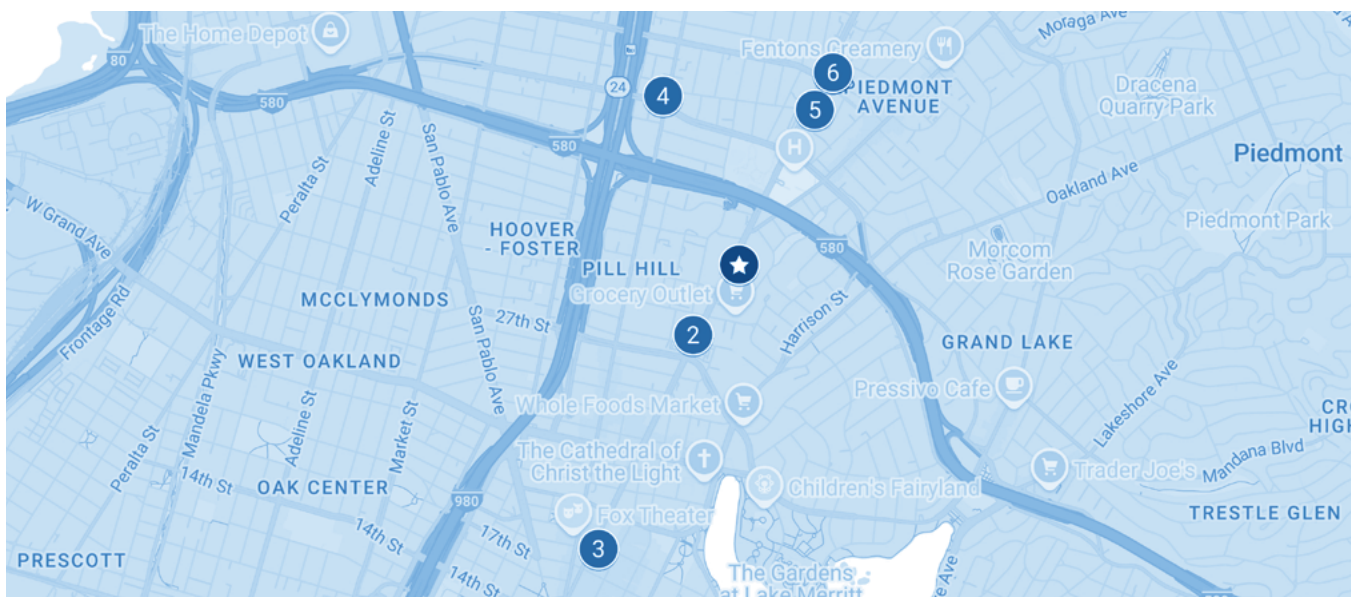 Moraga Ave
The Home Depot
Fentons Creamery
80
6
24
4
PIEDMONT
AVENUE
5
Dracena
Quarry Park
580
580
H
Piedmont
Adeline St
San Pablo Ave
Peralta St
Oakland Ave
W Grand Ave
HOOVER
- FOSTER
580
Piedmont Park
Morcom
Rose Garden
PILL HILL
Grocery Outlet
MCCLYMONDS
Frontage Rd
27th St
Harrison St
2
San Pablo Ave
GRAND LAKE
WEST OAKLAND
Mandela Pkwy
Pressivo Cafe
Whole Foods Market
Lakeshore Ave
CRO
HIGH
Adeline St
Market St
Peralta St
The Cathedral of
Christ the Light
Trader Joe's
Mandana Blvd
14th St
OAK CENTER
980
Children's Fairyland
Fox Theater
TRESTLE GLEN
14th St
17th St
3
PRESCOTT
14th St
The Gardens
at Lake Merritt
e Ave